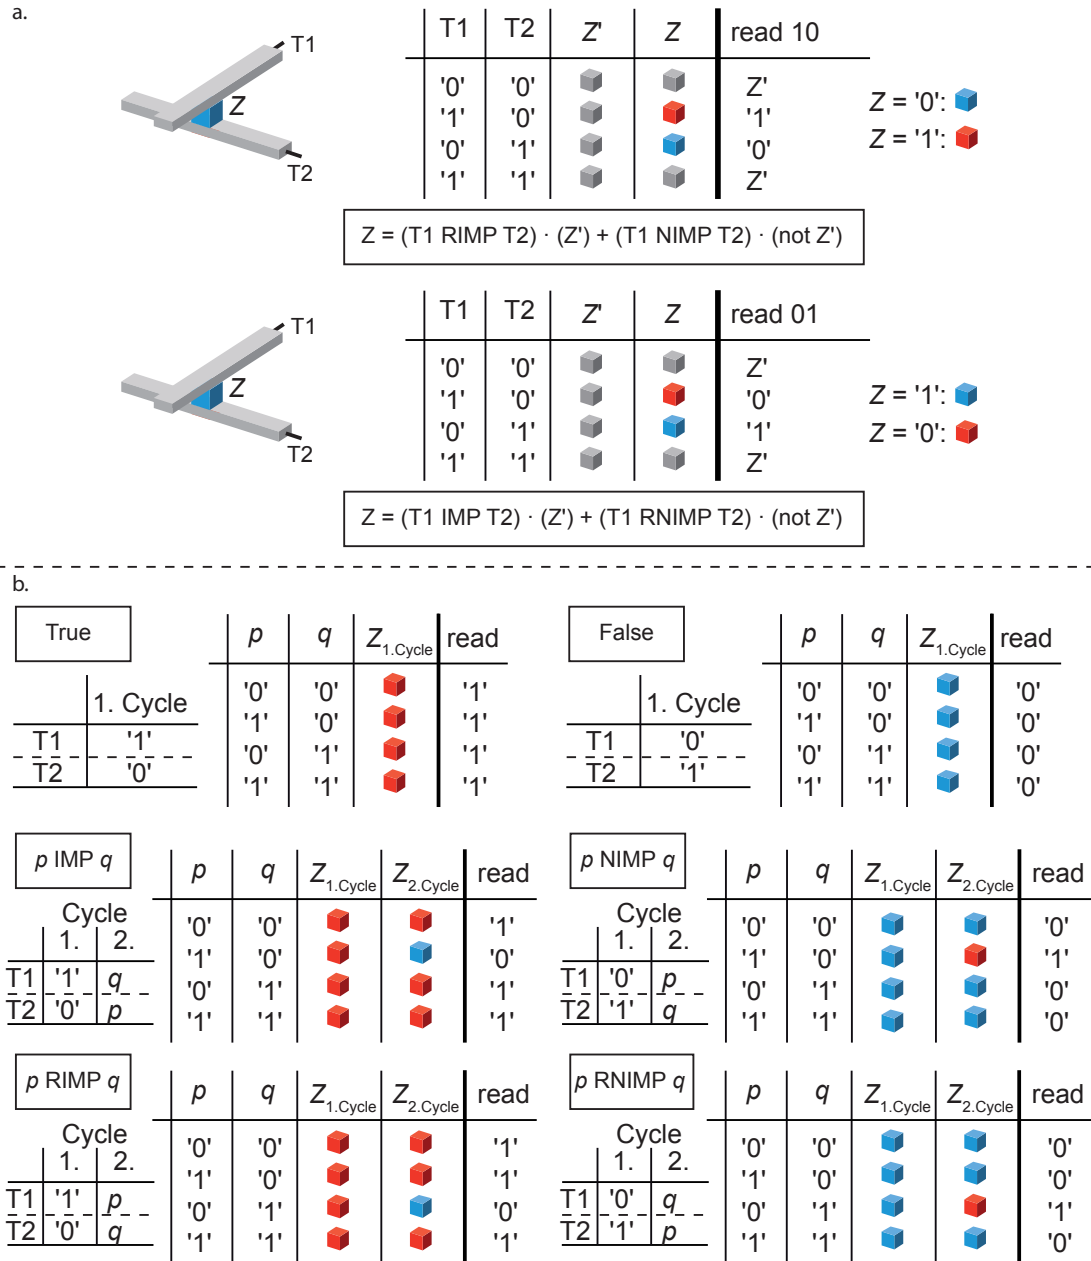 a.
T1
Z
T2
T1 T2 Z' Z read 10
'0' '0' Z'
'1' '0' '1'
'0' '1' '0'
'1' '1' Z'
Z = '0':
Z = '1':
Z = (T1 RIMP T2) · (Z') + (T1 NIMP T2) · (not Z')
T1
Z
T2
T1 T2 Z' Z read 01
'0' '0' Z'
'1' '0' '0'
'0' '1' '1'
'1' '1' Z'
Z = '1':
Z = '0':
Z = (T1 IMP T2) · (Z') + (T1 RNIMP T2) · (not Z')
b.
True
1. Cycle
T1 '1'
T2 '0'
p q Z1.Cycle read
'0' '0' '1'
'1' '0' '1'
'0' '1' '1'
'1' '1' '1'
False
1. Cycle
T1 '0'
T2 '1'
p q Z1.Cycle read
'0' '0' '0'
'1' '0' '0'
'0' '1' '0'
'1' '1' '0'
p IMP q
Cycle
1. 2.
T1 '1' q
T2 '0' p
p q Z1.Cycle Z2.Cycle read
'0' '0' '1'
'1' '0' '0'
'0' '1' '1'
'1' '1' '1'
p NIMP q
Cycle
1. 2.
T1 '0' p
T2 '1' q
p q Z1.Cycle Z2.Cycle read
'0' '0' '0'
'1' '0' '1'
'0' '1' '0'
'1' '1' '0'
p RIMP q
Cycle
1. 2.
T1 '1' p
T2 '0' q
p q Z1.Cycle Z2.Cycle read
'0' '0' '1'
'1' '0' '1'
'0' '1' '0'
'1' '1' '1'
p RNIMP q
Cycle
1. 2.
T1 '0' q
T2 '1' p
p q Z1.Cycle Z2.Cycle read
'0' '0' '0'
'1' '0' '0'
'0' '1' '1'
'1' '1' '0'